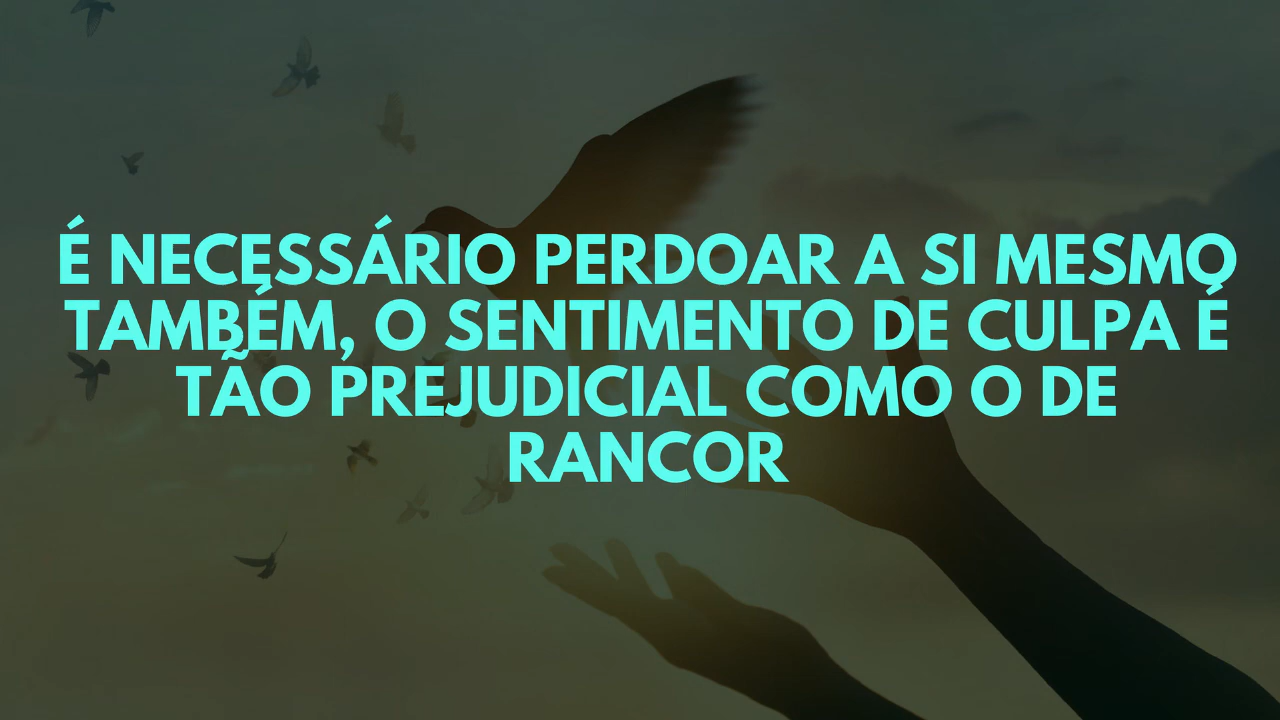 É NECESSÁRIO PERDOAR A SI MESMO
TAMBÉM, O SENTIMENTO DE CULPA É
TÃO PREJUDICIAL COMO O DE
RANCOR